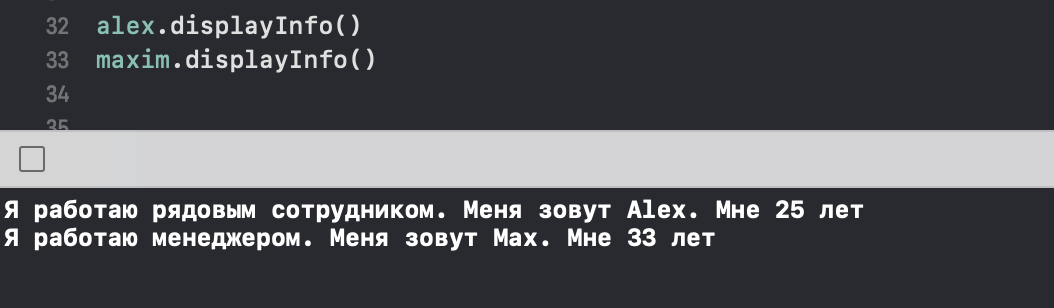 32 alex.displayInfo()
33 maxim.displayInfo()
34
35
Я работаю рядовым сотрудником. Меня зовут Alex. Мне 25 лет
Я работаю менеджером. Меня зовут Max. Мне 33 лет